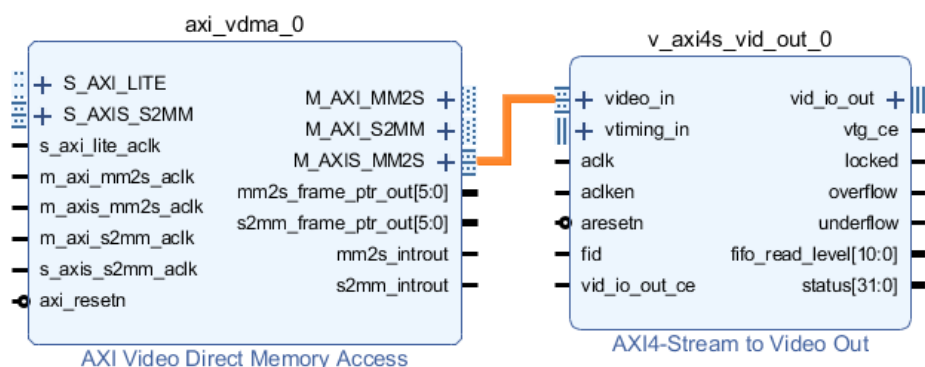 axi_vdma_0
S_AXI_LITE
S_AXIS_S2MM
s_axi_lite_aclk
m_axi_mm2s_aclk
m_axis_mm2s_aclk
m_axi_s2mm_aclk
s_axis_s2mm_aclk
axi_resetn
M_AXI_MM2S
M_AXI_S2MM
M_AXIS_MM2S
mm2s_frame_ptr_out[5:0]
s2mm_frame_ptr_out[5:0]
mm2s_introut
s2mm_introut
AXI Video Direct Memory Access
v_axi4s_vid_out_0
video_in
vtiming_in
aclk
aclken
aresetn
fid
vid_io_out_ce
vid_io_out
vtg_ce
locked
overflow
underflow
fifo_read_level[10:0]
status[31:0]
AXI4-Stream to Video Out